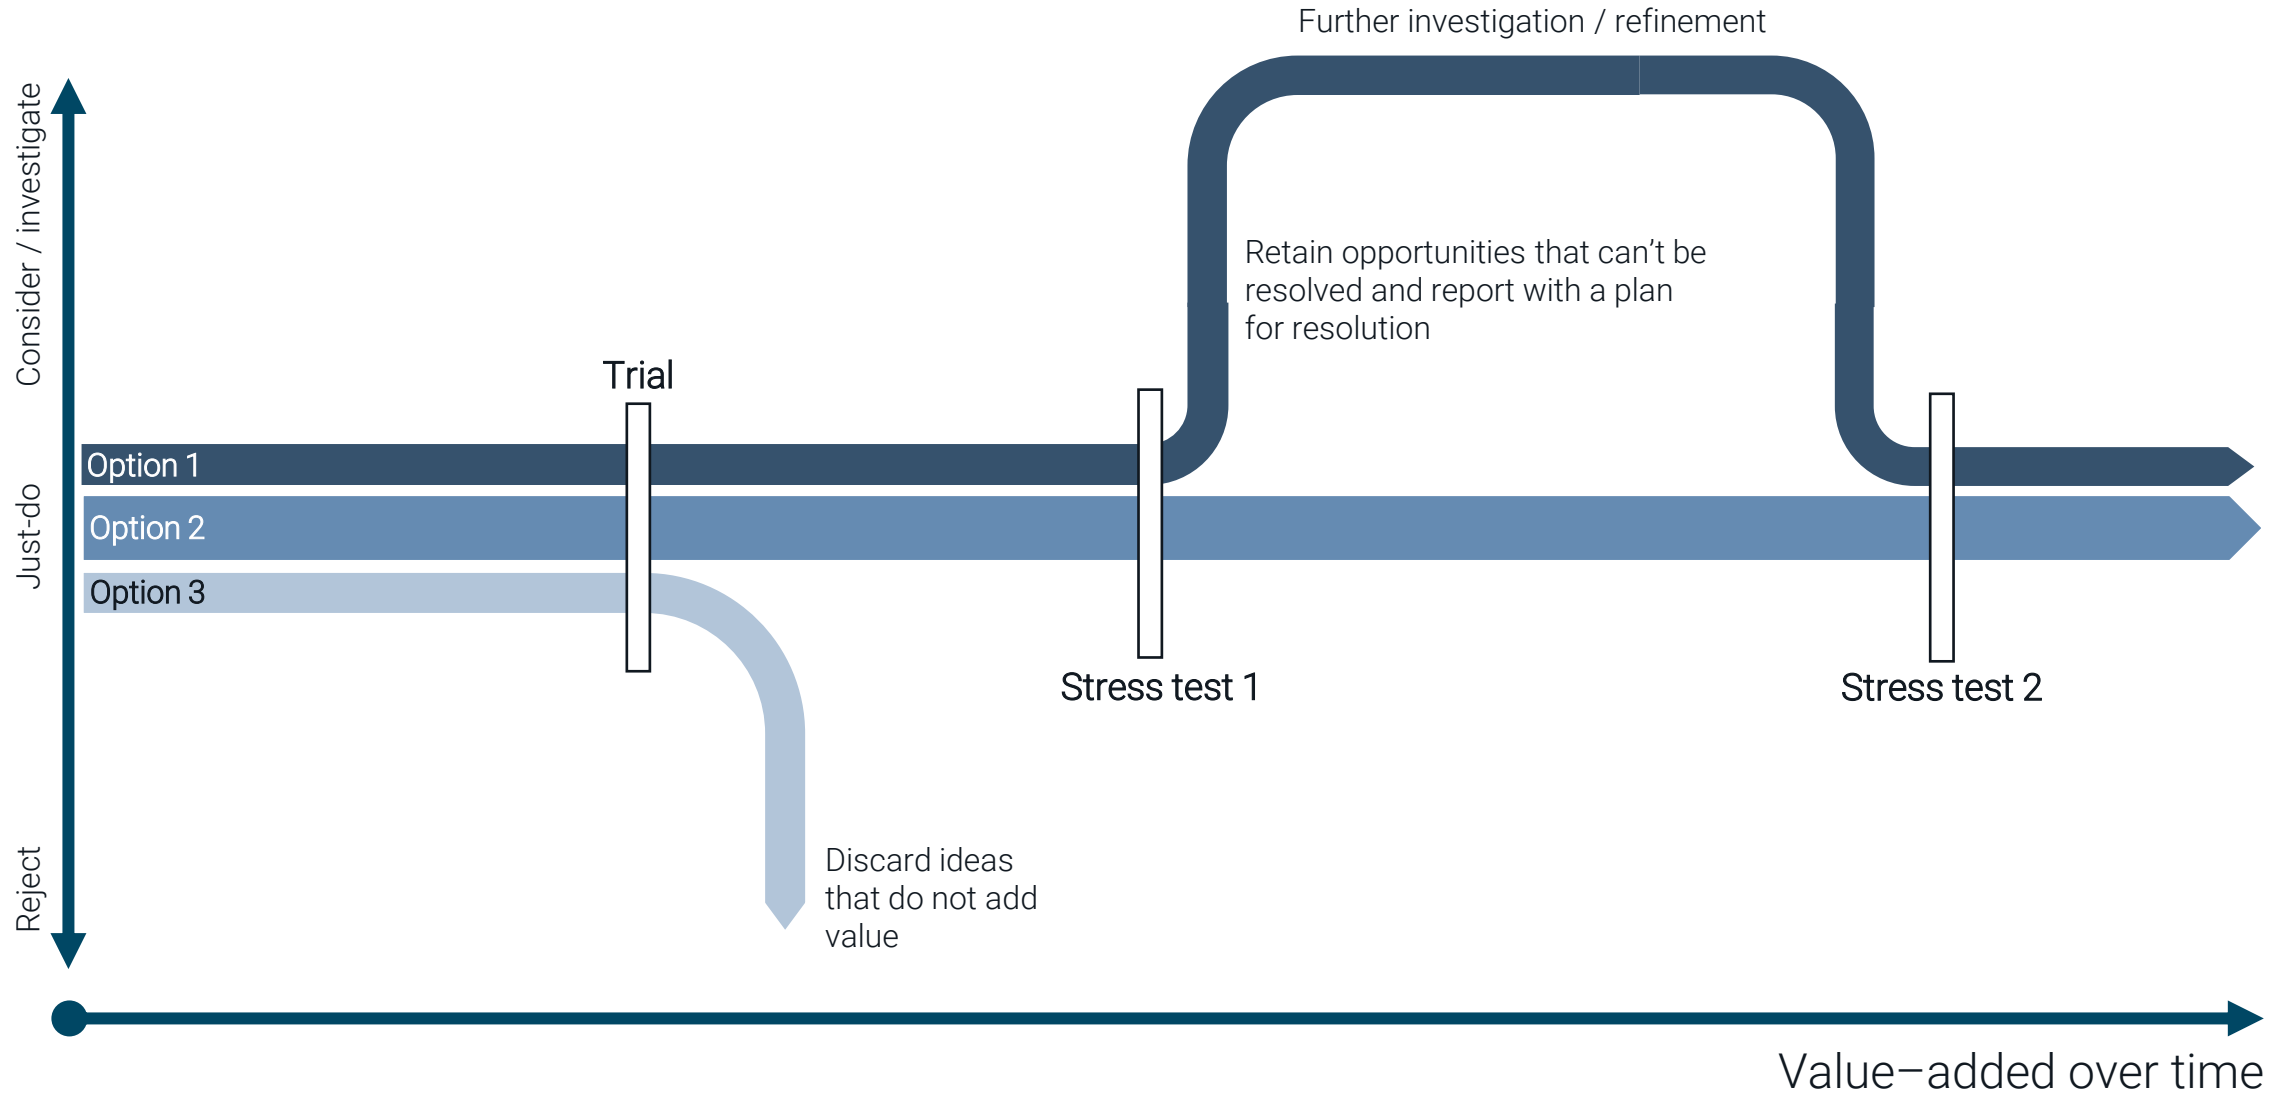 Further investigation / refinement
Consider / investigate
Retain opportunities that can’t be
resolved and report with a plan
for resolution
Trial
Option 1
Just-do
Option 2
Option 3
Stress test 1
Stress test 2
Reject
Discard ideas
that do not add
value
Value–added over time